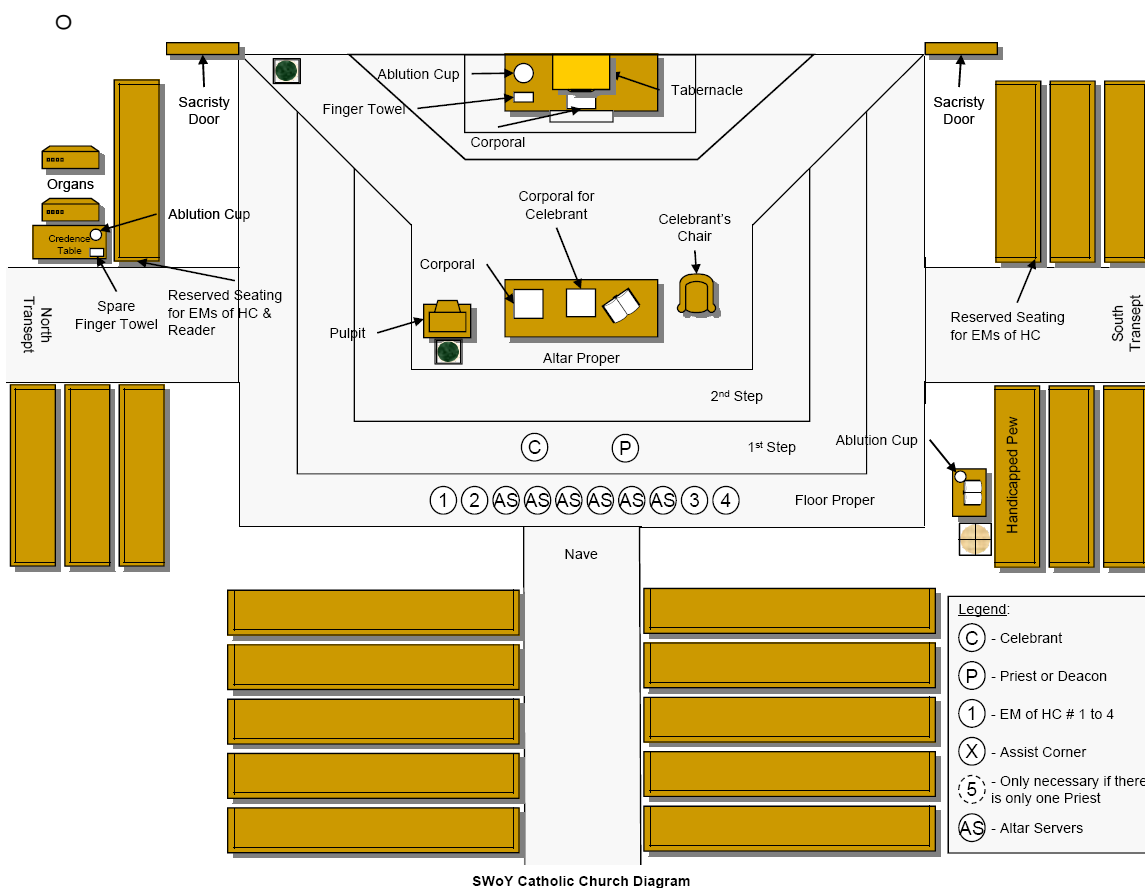 O
Sacristy
Door
Ablution Cup
Finger Towel
Corporal
Tabernacle
Sacristy
Door
Organs
Ablution Cup
Credence
Table
Spare
Finger Towel
Reserved Seating
for EMs of HC &
Reader
North
Transept
Corporal for
Celebrant
Celebrant's
Chair
Corporal
Pulpit
Altar Proper
2nd Step
1st Step
Floor Proper
Reserved Seating
for EMs of HC
South
Transept
Ablution Cup
Handicapped Pew
C P
1 2 AS AS AS AS AS AS 3 4
Nave
Legend:
C - Celebrant
P - Priest or Deacon
1 - EM of HC # 1 to 4
X - Assist Corner
5 - Only necessary if there
is only one Priest
AS - Altar Servers
SWoY Catholic Church Diagram